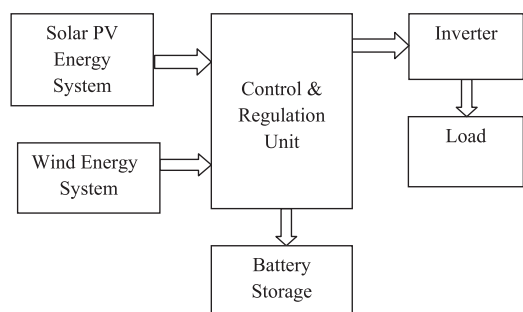 Solar PV
Energy
System
Control &
Regulation
Unit
Inverter
Load
Wind Energy
System
Battery
Storage